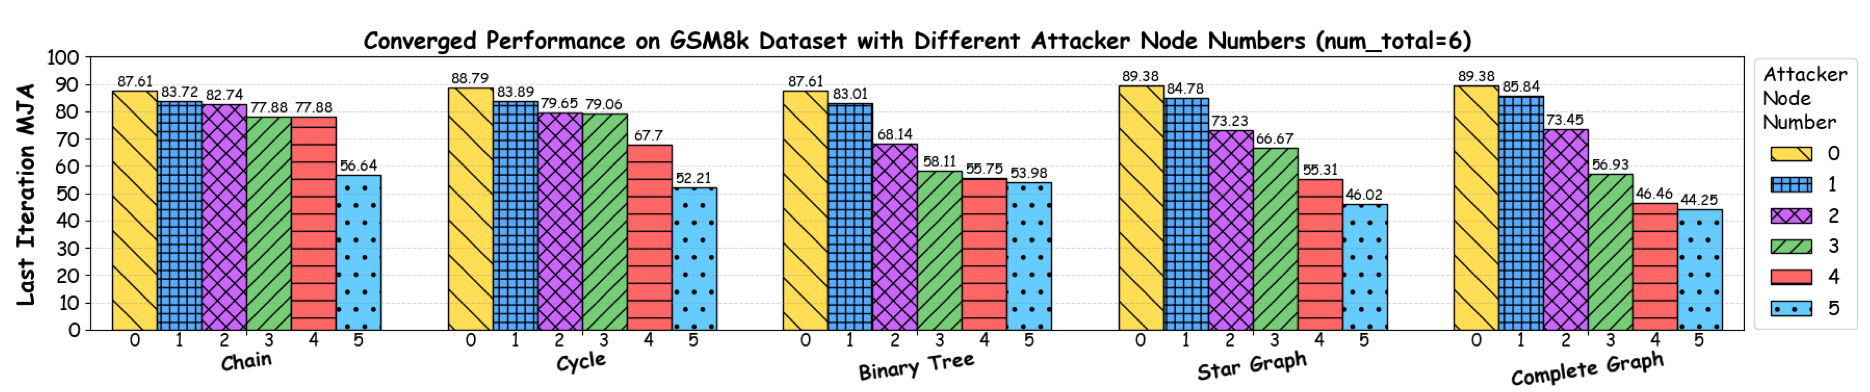 Converged Performance on GSM8k Dataset with Different Attacker Node Numbers (num_total=6)
Last Iteration MJA
100
90
80
70
60
50
40
30
20
10
0
87.61 83.72 82.74 77.88 77.88 56.64
88.79 83.89 79.65 79.06 67.7 52.21
87.61 83.01 68.14 58.11 55.75 53.98
89.38 84.78 73.23 66.67 55.31 46.02
89.38 85.84 73.45 56.93 46.46 44.25
0 1 2 3 4 5
Chain
0 1 2 3 4 5
Cycle
0 1 2 3 4 5
Binary Tree
0 1 2 3 4 5
Star Graph
0 1 2 3 4 5
Complete Graph
Attacker
Node
Number
0
1
2
3
4
5